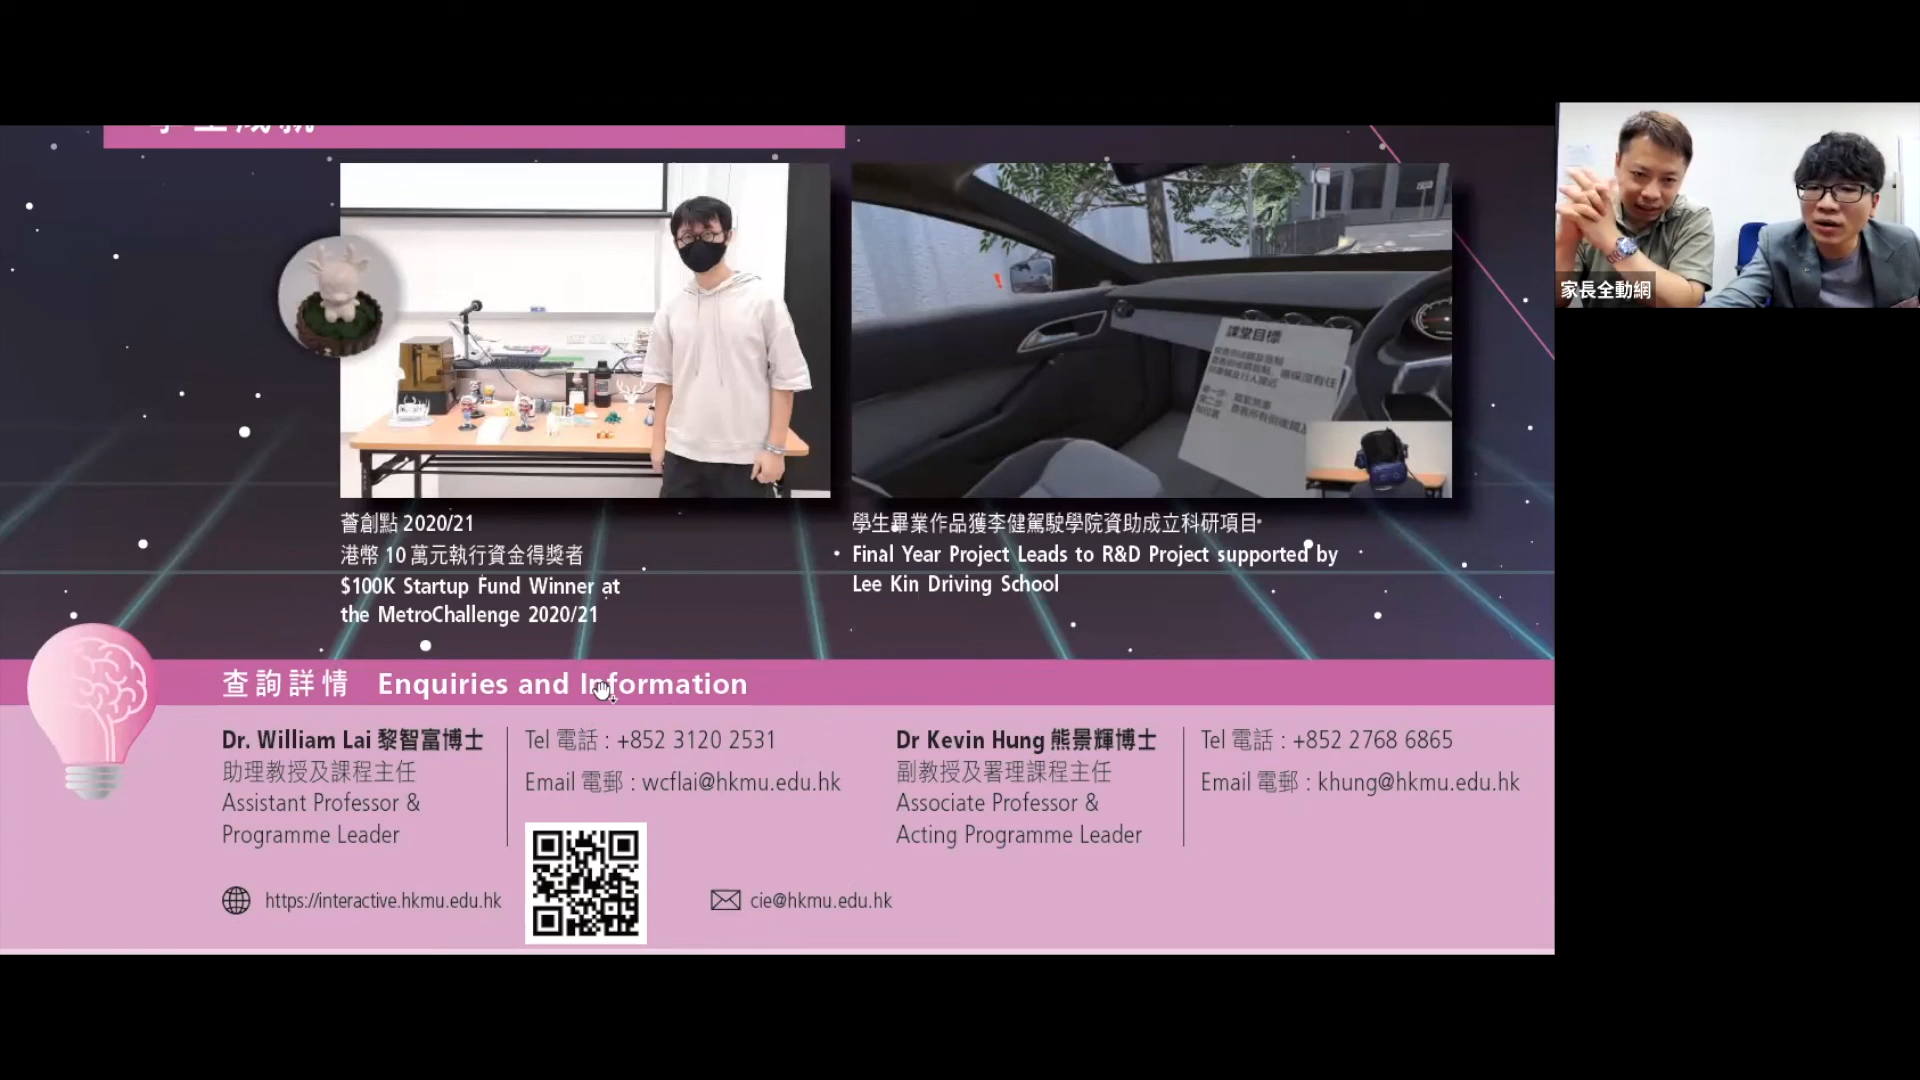 家長全動網
課堂目標
薈創點 2020/21
港幣 10 萬元執行資金得獎者
$100K Startup Fund Winner at
the MetroChallenge 2020/21
學生畢業作品獲李健駕駛學院資助成立科研項目
Final Year Project Leads to R&D Project supported by
Lee Kin Driving School
查詢詳情 Enquiries and Information
Dr. William Lai 黎智富博士
助理教授及課程主任
Assistant Professor &
Programme Leader
Tel 電話 : +852 3120 2531
Email 電郵 : wcflai@hkmu.edu.hk
Dr Kevin Hung 熊景輝博士
副教授及署理課程主任
Associate Professor &
Acting Programme Leader
Tel 電話 : +852 2768 6865
Email 電郵 : khung@hkmu.edu.hk
https://interactive.hkmu.edu.hk
cie@hkmu.edu.hk